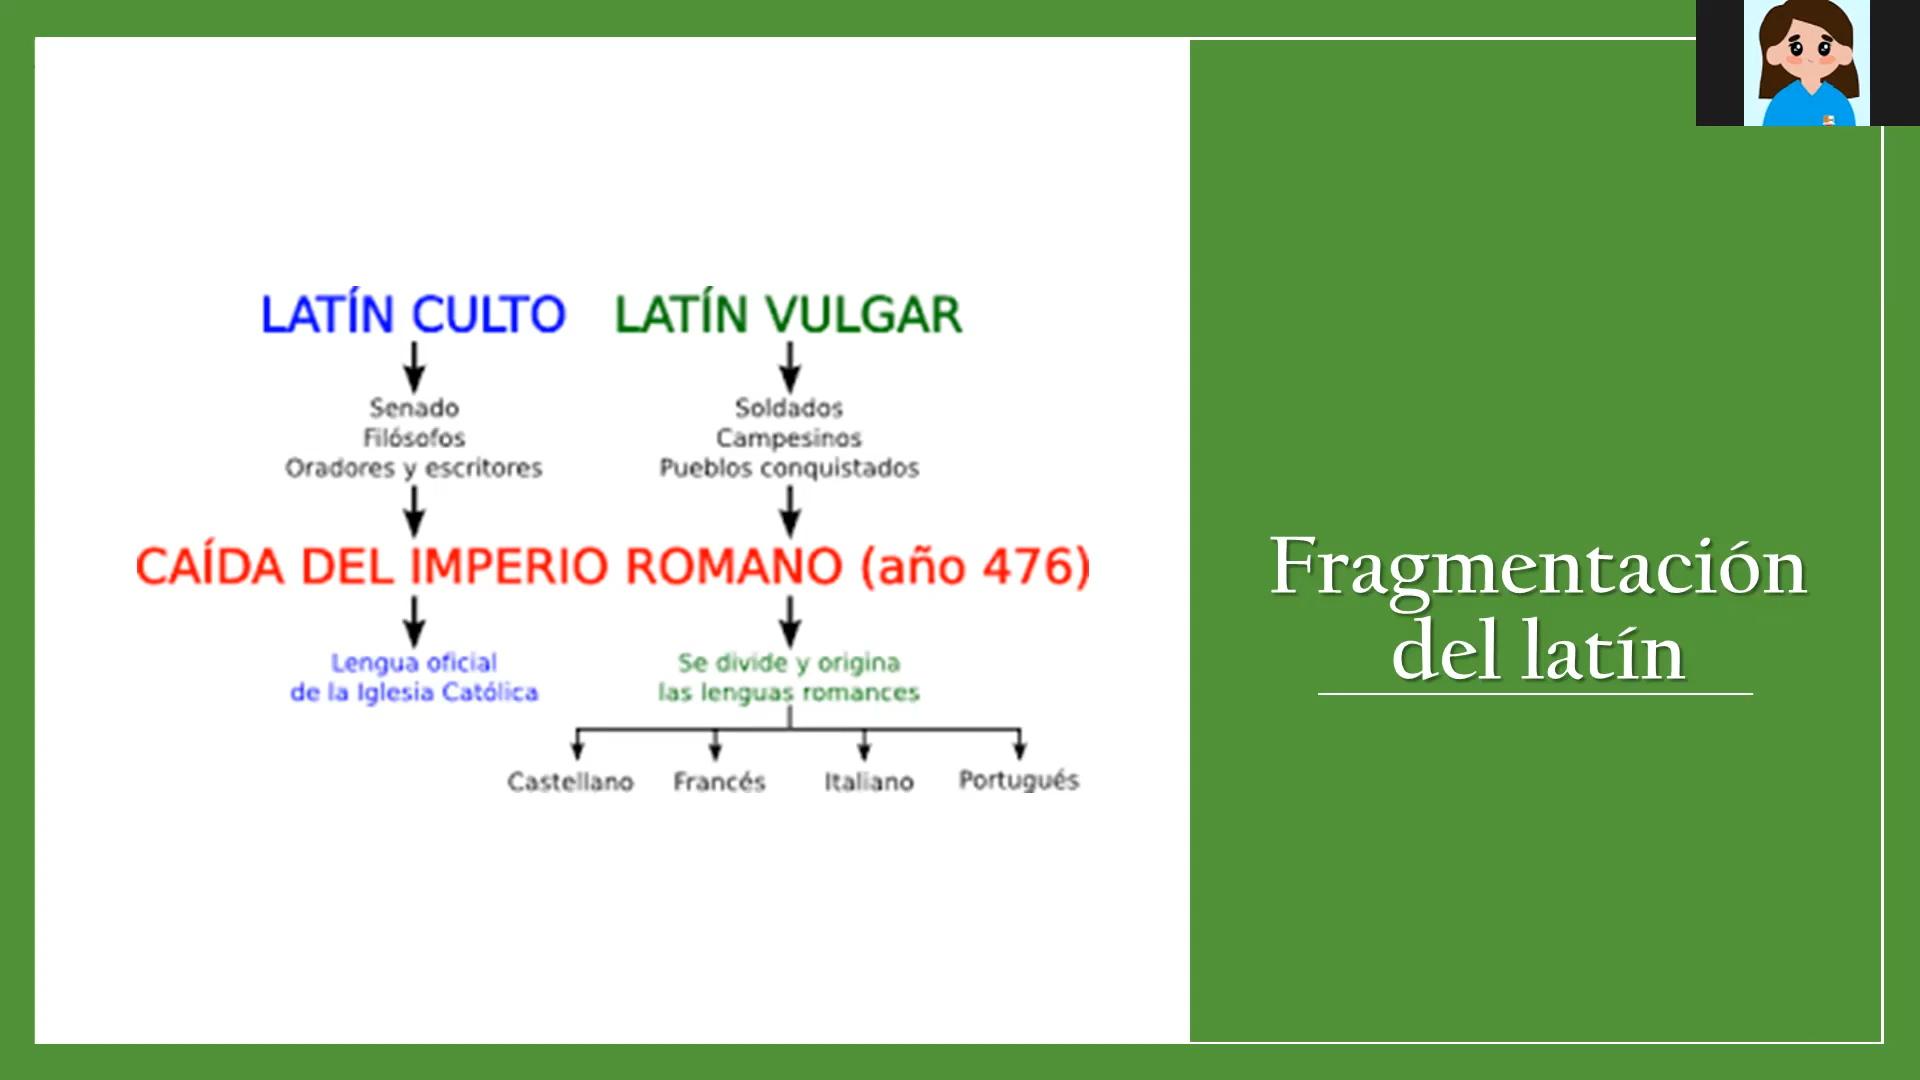 LATÍN CULTO
LATÍN VULGAR
Senado
Filósofos
Oradores y escritores
Soldados
Campesinos
Pueblos conquistados
CAÍDA DEL IMPERIO ROMANO (año 476)
Lengua oficial
de la Iglesia Católica
Se divide y origina
las lenguas romances
Castellano
Francés
Italiano
Portugués
Fragmentación
del latín